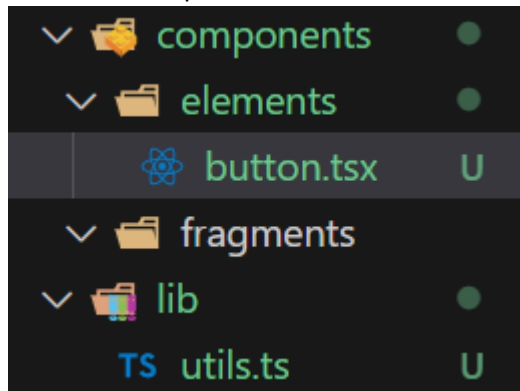 components
elements
button.tsx U
fragments
lib
TS utils.ts U